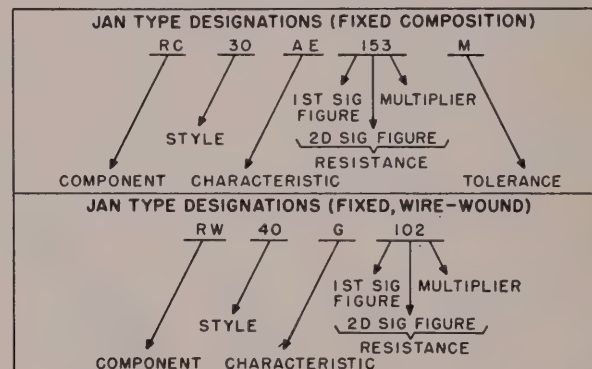 JAN TYPE DESIGNATIONS (FIXED COMPOSITION)
RC 30 AE 153 M
1ST SIG FIGURE MULTIPLIER
2D SIG FIGURE
STYLE
RESISTANCE
COMPONENT CHARACTERISTIC TOLERANCE
JAN TYPE DESIGNATIONS (FIXED, WIRE-WOUND)
RW 40 G 102
1ST SIG FIGURE MULTIPLIER
STYLE 2D SIG FIGURE
RESISTANCE
COMPONENT CHARACTERISTIC